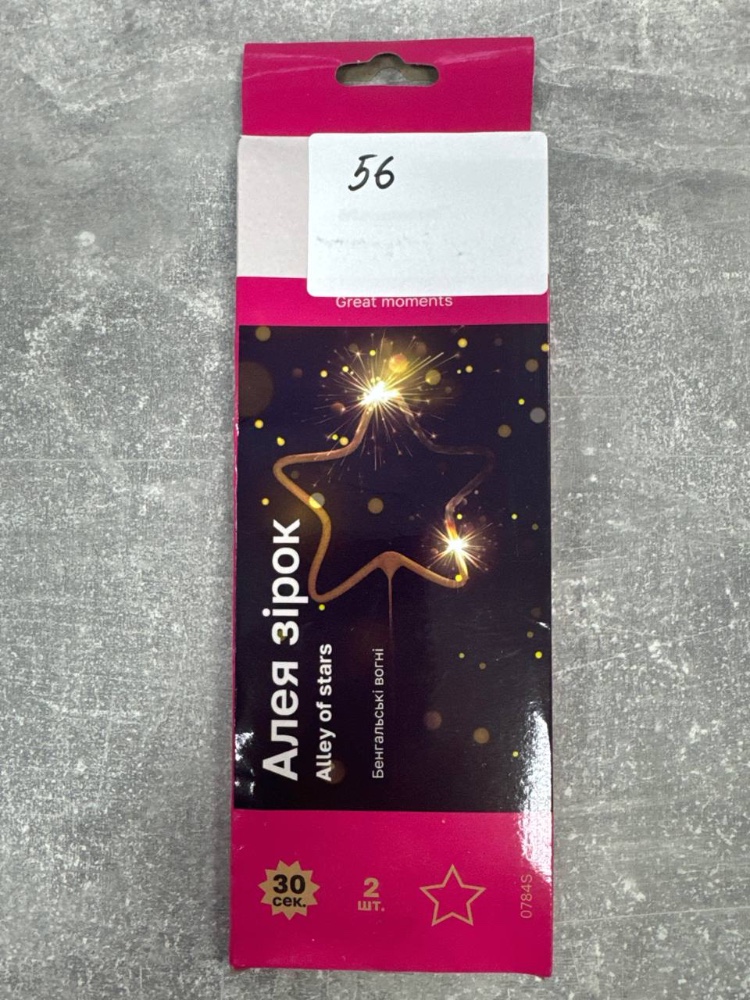 56
Great moments
Алея зірок
Alley of stars
Бенгальські вогні
30
сек.
2
шт.
0784S